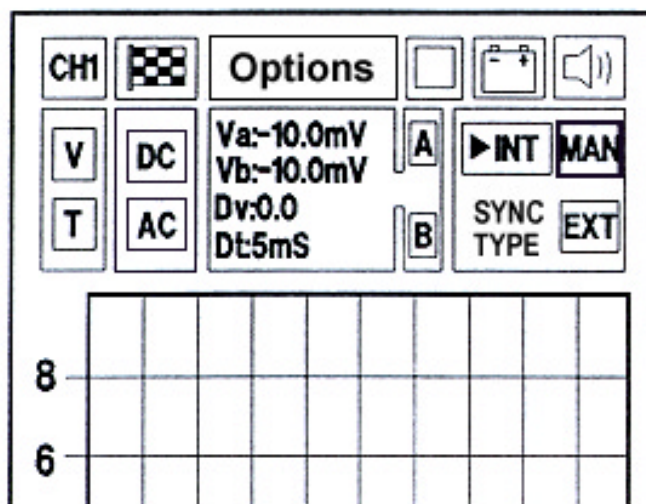 CH1 Options
V DC Va:-10.0mV A ►INT MAN
Vb:-10.0mV
T AC Dv:0.0 B SYNC EXT
Dt:5mS TYPE
8
6